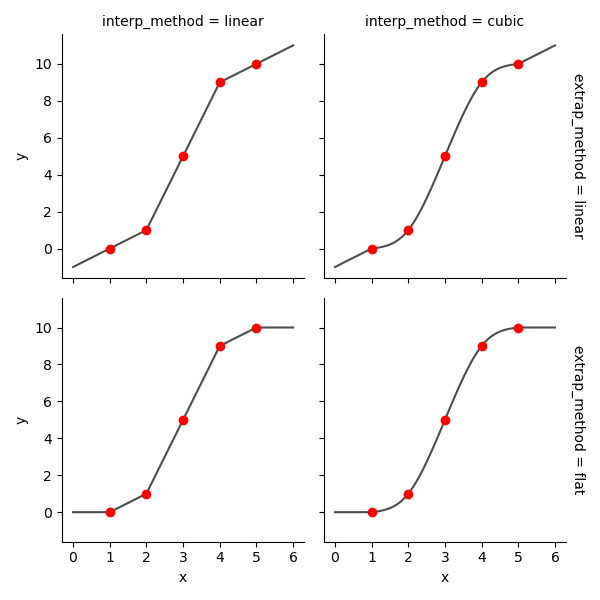 interp_method = linear
interp_method = cubic
10
8
6
4
2
0
y
extrap_method = linear
10
8
6
4
2
0
y
extrap_method = flat
0 1 2 3 4 5 6
x
0 1 2 3 4 5 6
x